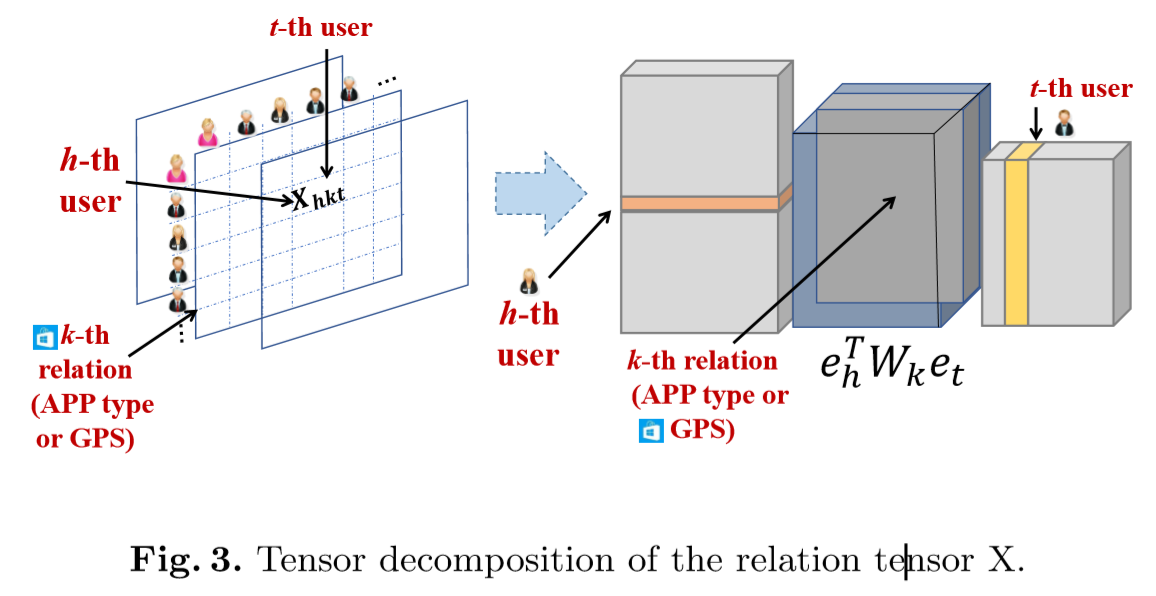 t-th user
...
h-th
user
X_hkt
⋮
k-th
relation
(APP type
or GPS)
h-th
user
k-th relation
(APP type or
GPS)
e_h^T W_k e_t
t-th user
Fig. 3. Tensor decomposition of the relation tensor X.